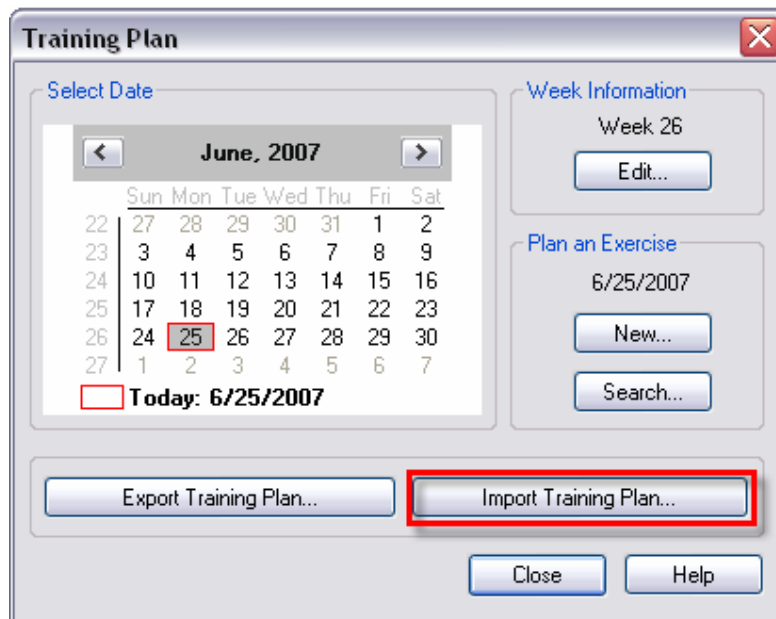 Training Plan
Select Date
June, 2007
Sun Mon Tue Wed Thu Fri Sat
22 27 28 29 30 31 1 2
23 3 4 5 6 7 8 9
24 10 11 12 13 14 15 16
25 17 18 19 20 21 22 23
26 24 25 26 27 28 29 30
27 1 2 3 4 5 6 7
Today: 6/25/2007
Week Information
Week 26
Edit...
Plan an Exercise
6/25/2007
New...
Search...
Export Training Plan...
Import Training Plan...
Close
Help